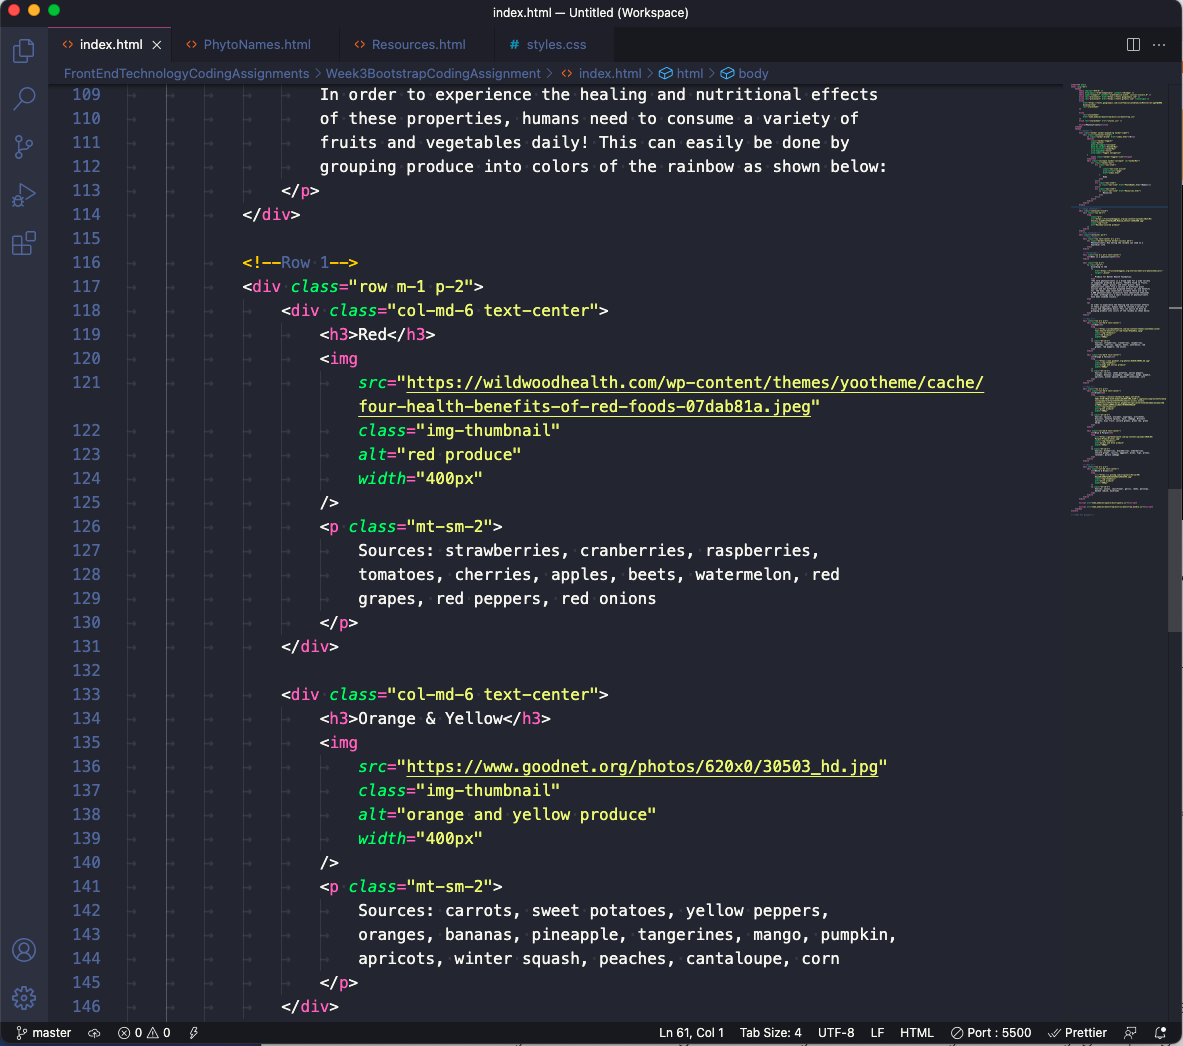 index.html — Untitled (Workspace)
<> index.html × <> PhytoNames.html <> Resources.html # styles.css ···
FrontEndTechnologyCodingAssignments > Week3BootstrapCodingAssignment > <> index.html > html > body
109 In order to experience the healing and nutritional effects
110 of these properties, humans need to consume a variety of
111 fruits and vegetables daily! This can easily be done by
112 grouping produce into colors of the rainbow as shown below:
113 </p>
114 </div>
115
116 <!--Row 1-->
117 <div class="row m-1 p-2">
118 <div class="col-md-6 text-center">
119 <h3>Red</h3>
120 <img
121 src="https://wildwoodhealth.com/wp-content/themes/yootheme/cache/
four-health-benefits-of-red-foods-07dab81a.jpeg"
122 class="img-thumbnail"
123 alt="red produce"
124 width="400px"
125 />
126 <p class="mt-sm-2">
127 Sources: strawberries, cranberries, raspberries,
128 tomatoes, cherries, apples, beets, watermelon, red
129 grapes, red peppers, red onions
130 </p>
131 </div>
132
133 <div class="col-md-6 text-center">
134 <h3>Orange & Yellow</h3>
135 <img
136 src="https://www.goodnet.org/photos/620x0/30503_hd.jpg"
137 class="img-thumbnail"
138 alt="orange and yellow produce"
139 width="400px"
140 />
141 <p class="mt-sm-2">
142 Sources: carrots, sweet potatoes, yellow peppers,
143 oranges, bananas, pineapple, tangerines, mango, pumpkin,
144 apricots, winter squash, peaches, cantaloupe, corn
145 </p>
146 </div>
master 0 0 Ln 61, Col 1 Tab Size: 4 UTF-8 LF HTML Port : 5500 Prettier